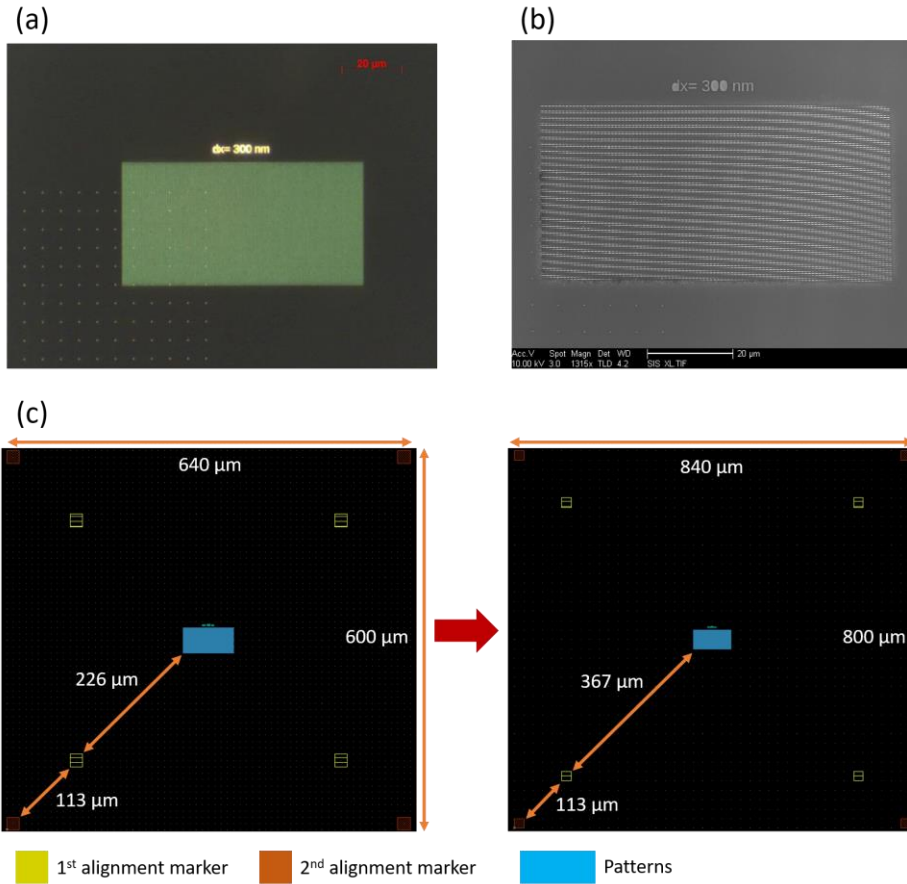 (a)
20 µm
dx= 300 nm
(b)
dx= 300 nm
Acc.V Spot Magn Det WD
20 µm
10.00 kV 3.0 1315x TLD 4.2 SIS XL.TIF
(c)
640 µm
600 µm
226 µm
113 µm
840 µm
800 µm
367 µm
113 µm
1st alignment marker
2nd alignment marker
Patterns